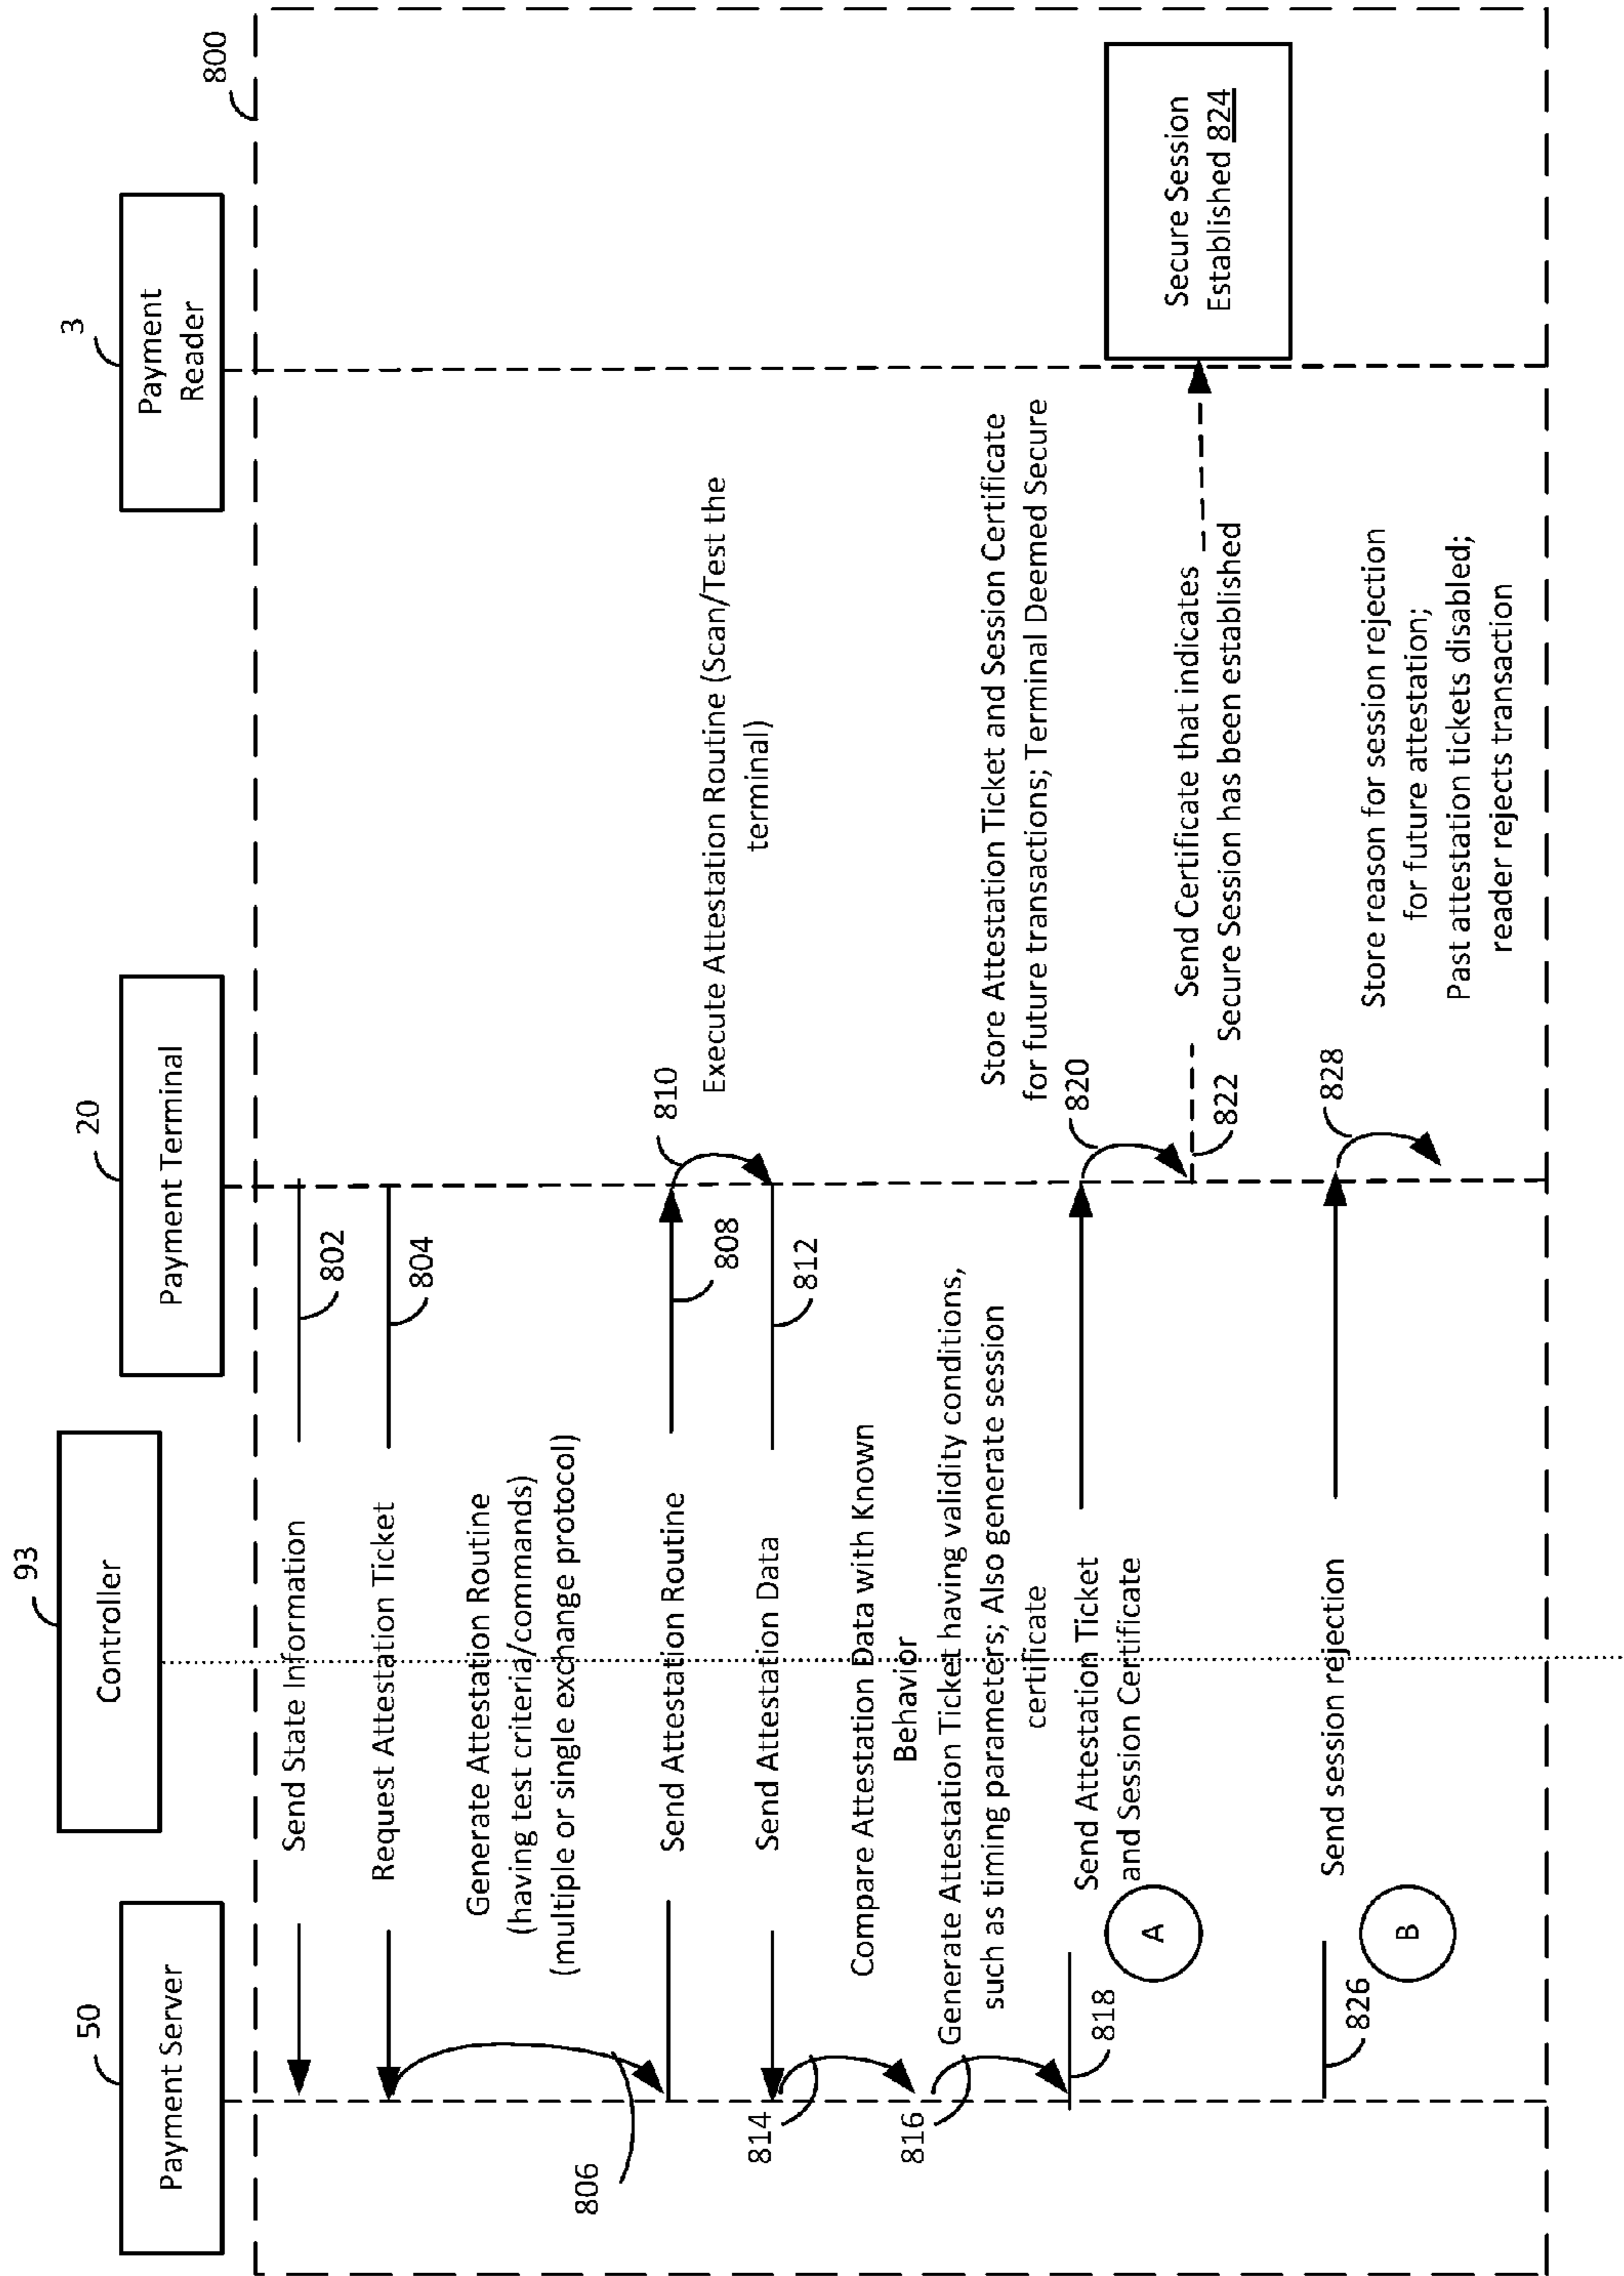 800
50
Payment Server
93
Controller
20
Payment Terminal
3
Payment
Reader
Send State Information
802
Request Attestation Ticket
804
806
Generate Attestation Routine
(having test criteria/commands)
(multiple or single exchange protocol)
Send Attestation Routine
808
810
Execute Attestation Routine (Scan/Test the
terminal)
Send Attestation Data
812
814
Compare Attestation Data with Known
Behavior
816
Generate Attestation Ticket having validity conditions,
such as timing parameters; Also generate session
certificate
818
Send Attestation Ticket
and Session Certificate
A
820
Store Attestation Ticket and Session Certificate
for future transactions; Terminal Deemed Secure
822
Send Certificate that indicates
Secure Session has been established
Secure Session
Established 824
826
Send session rejection
B
828
Store reason for session rejection
for future attestation;
Past attestation tickets disabled;
reader rejects transaction